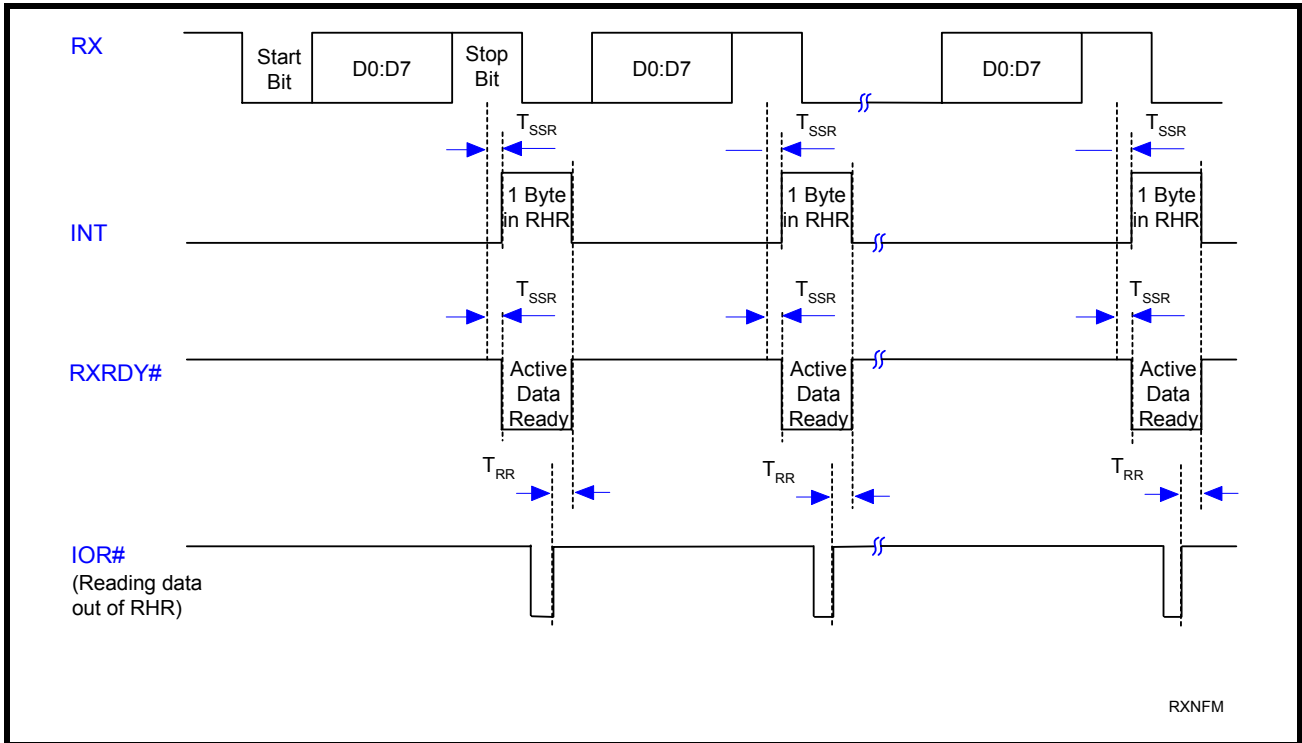 RX
Start
Bit
D0:D7
Stop
Bit
D0:D7
D0:D7
TSSR
TSSR
TSSR
INT
1 Byte
in RHR
1 Byte
in RHR
1 Byte
in RHR
TSSR
TSSR
TSSR
RXRDY#
Active
Data
Ready
Active
Data
Ready
Active
Data
Ready
TRR
TRR
TRR
IOR#
(Reading data
out of RHR)
RXNFM